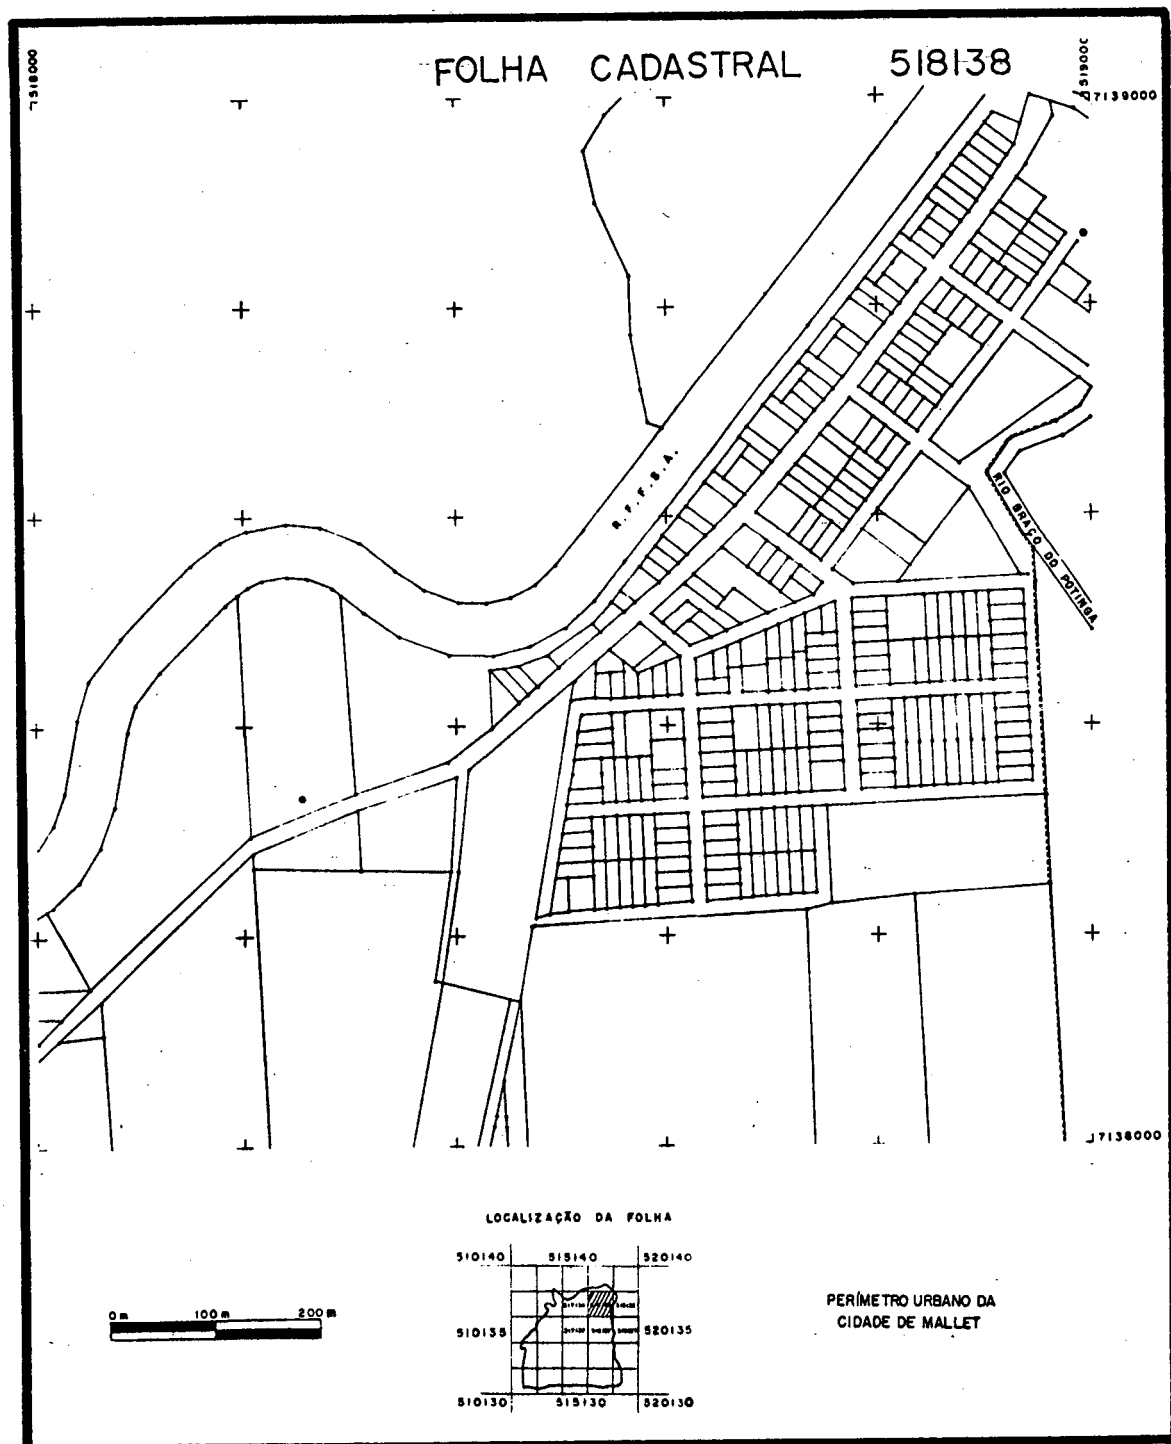 FOLHA CADASTRAL 518138
518000
519000
7139000
R.F.F.S.A.
RIO BRAÇO DO POTINGA
7138000
LOCALIZAÇÃO DA FOLHA
510140 515140 520140
510135 520135
510130 515130 520130
0m 100m 200m
PERÍMETRO URBANO DA
CIDADE DE MALLET